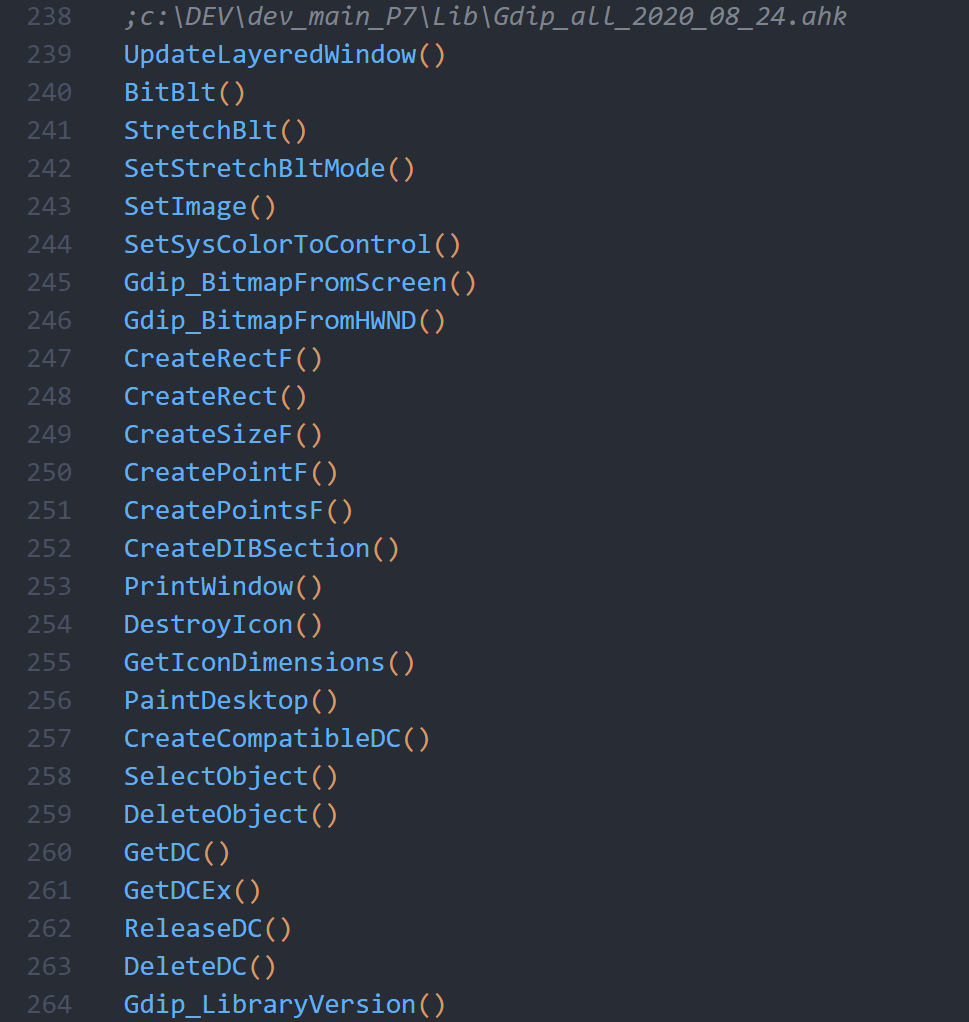 238 ;c:\DEV\dev_main_P7\Lib\Gdip_all_2020_08_24.ahk
239 UpdateLayeredWindow()
240 BitBlt()
241 StretchBlt()
242 SetStretchBltMode()
243 SetImage()
244 SetSysColorToControl()
245 Gdip_BitmapFromScreen()
246 Gdip_BitmapFromHWND()
247 CreateRectF()
248 CreateRect()
249 CreateSizeF()
250 CreatePointF()
251 CreatePointsF()
252 CreateDIBSection()
253 PrintWindow()
254 DestroyIcon()
255 GetIconDimensions()
256 PaintDesktop()
257 CreateCompatibleDC()
258 SelectObject()
259 DeleteObject()
260 GetDC()
261 GetDCEx()
262 ReleaseDC()
263 DeleteDC()
264 Gdip_LibraryVersion()